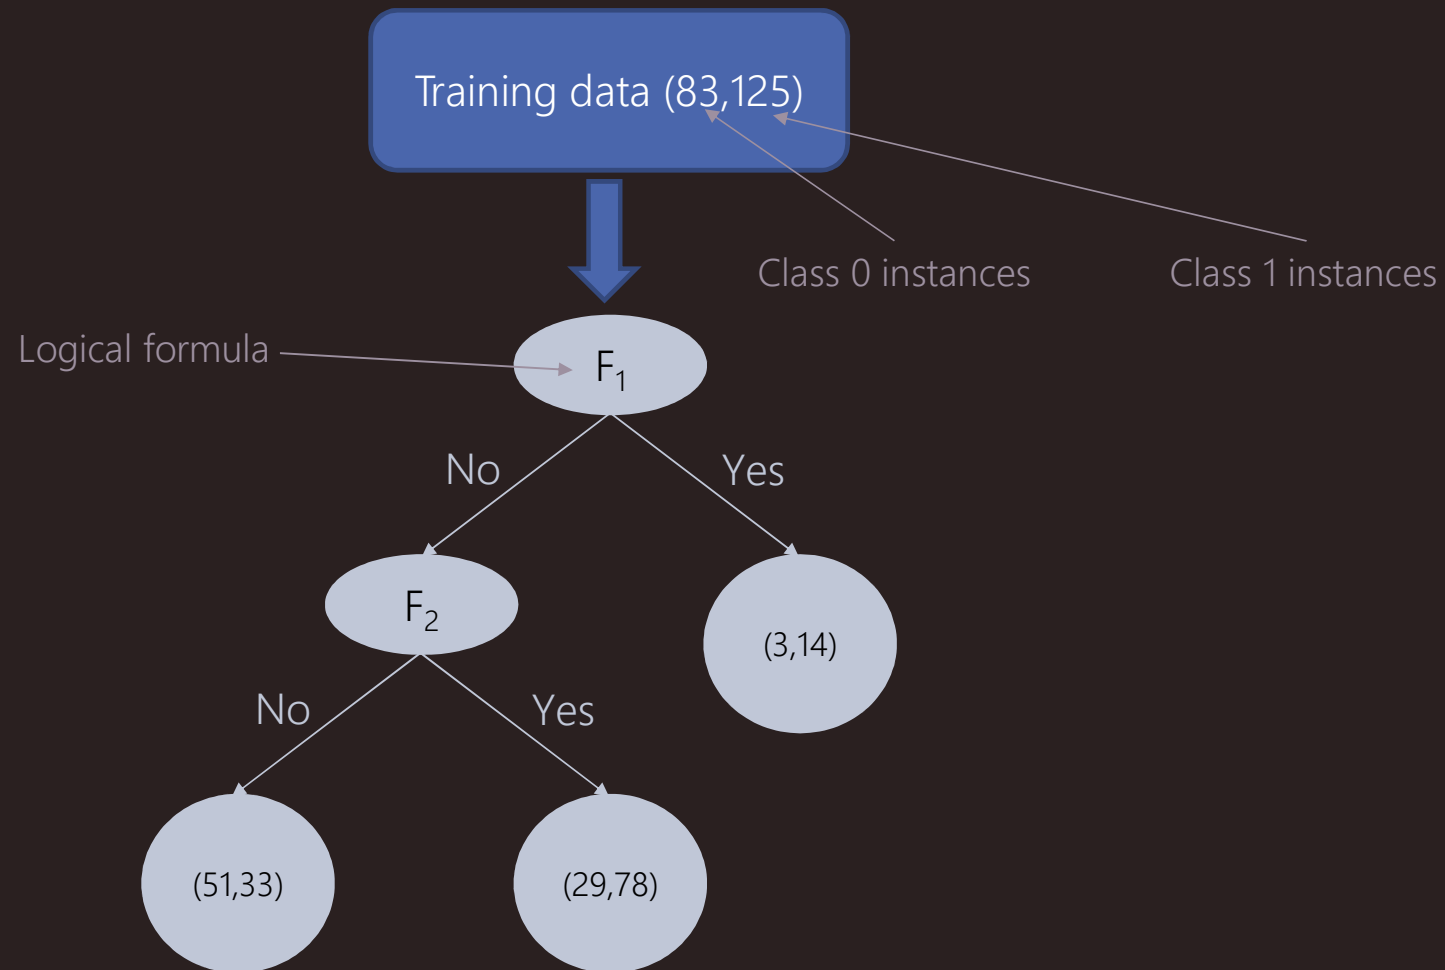 Training data (83,125)
Class 0 instances
Class 1 instances
Logical formula
F₁
No
Yes
F₂
(3,14)
No
Yes
(51,33)
(29,78)